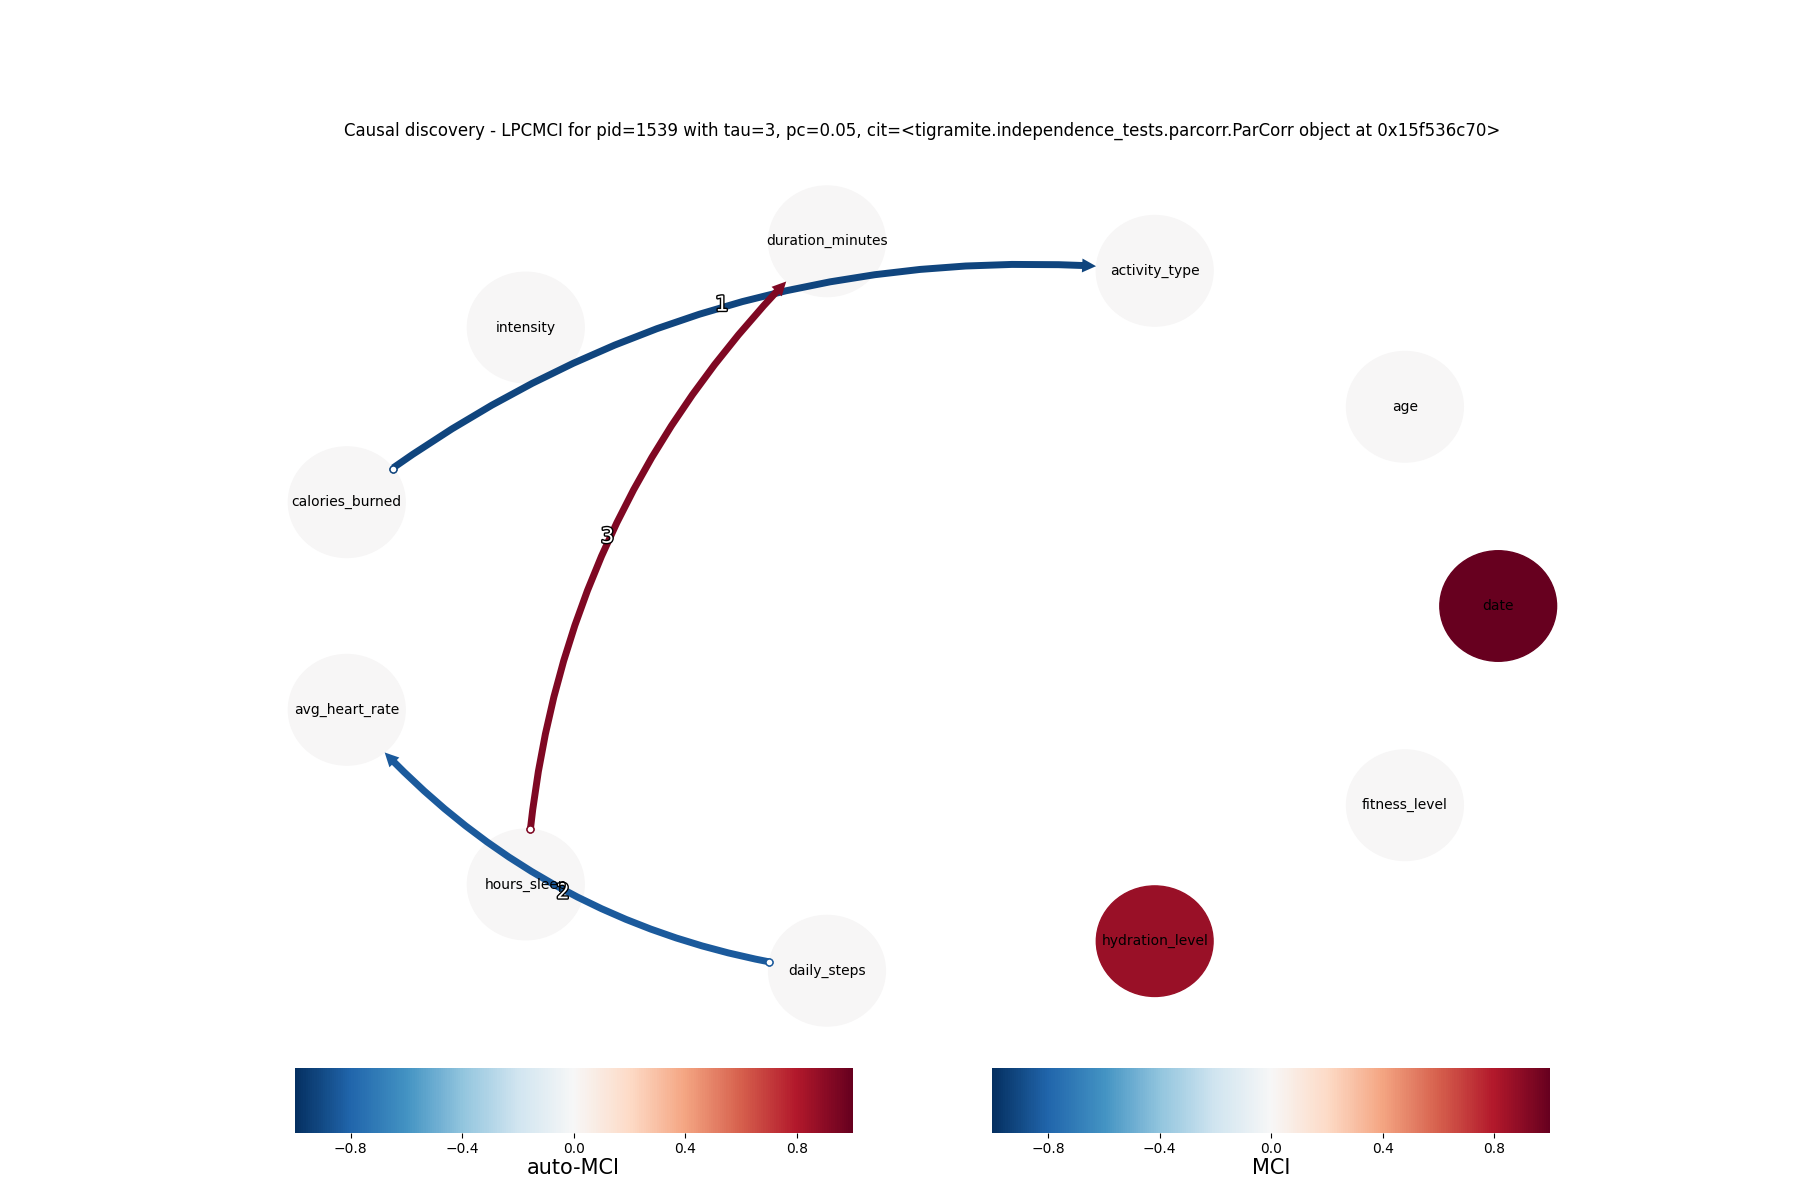 Causal discovery - LPCMCI for pid=1539 with tau=3, pc=0.05, cit=<tigramite.independence_tests.parcorr.ParCorr object at 0x15f536c70>
duration_minutes
activity_type
1
intensity
age
calories_burned
3
date
avg_heart_rate
fitness_level
hours_sleep
2
hydration_level
daily_steps
−0.8 −0.4 0.0 0.4 0.8
auto-MCI
−0.8 −0.4 0.0 0.4 0.8
MCI